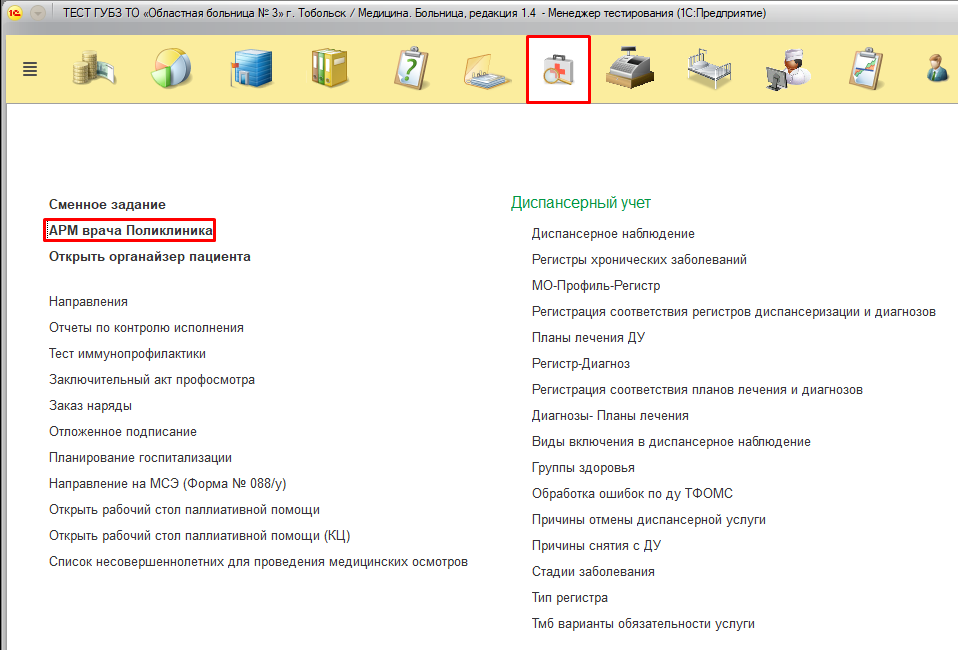 ТЕСТ ГУБЗ ТО «Областная больница № 3» г. Тобольск / Медицина. Больница, редакция 1.4 - Менеджер тестирования (1С:Предприятие)
Сменное задание
АРМ врача Поликлиника
Открыть органайзер пациента
Направления
Отчеты по контролю исполнения
Тест иммунопрофилактики
Заключительный акт профосмотра
Заказ наряды
Отложенное подписание
Планирование госпитализации
Направление на МСЭ (Форма № 088/у)
Открыть рабочий стол паллиативной помощи
Открыть рабочий стол паллиативной помощи (КЦ)
Список несовершеннолетних для проведения медицинских осмотров
Диспансерный учет
Диспансерное наблюдение
Регистры хронических заболеваний
МО-Профиль-Регистр
Регистрация соответствия регистров диспансеризации и диагнозов
Планы лечения ДУ
Регистр-Диагноз
Регистрация соответствия планов лечения и диагнозов
Диагнозы- Планы лечения
Виды включения в диспансерное наблюдение
Группы здоровья
Обработка ошибок по ду ТФОМС
Причины отмены диспансерной услуги
Причины снятия с ДУ
Стадии заболевания
Тип регистра
Тмб варианты обязательности услуги